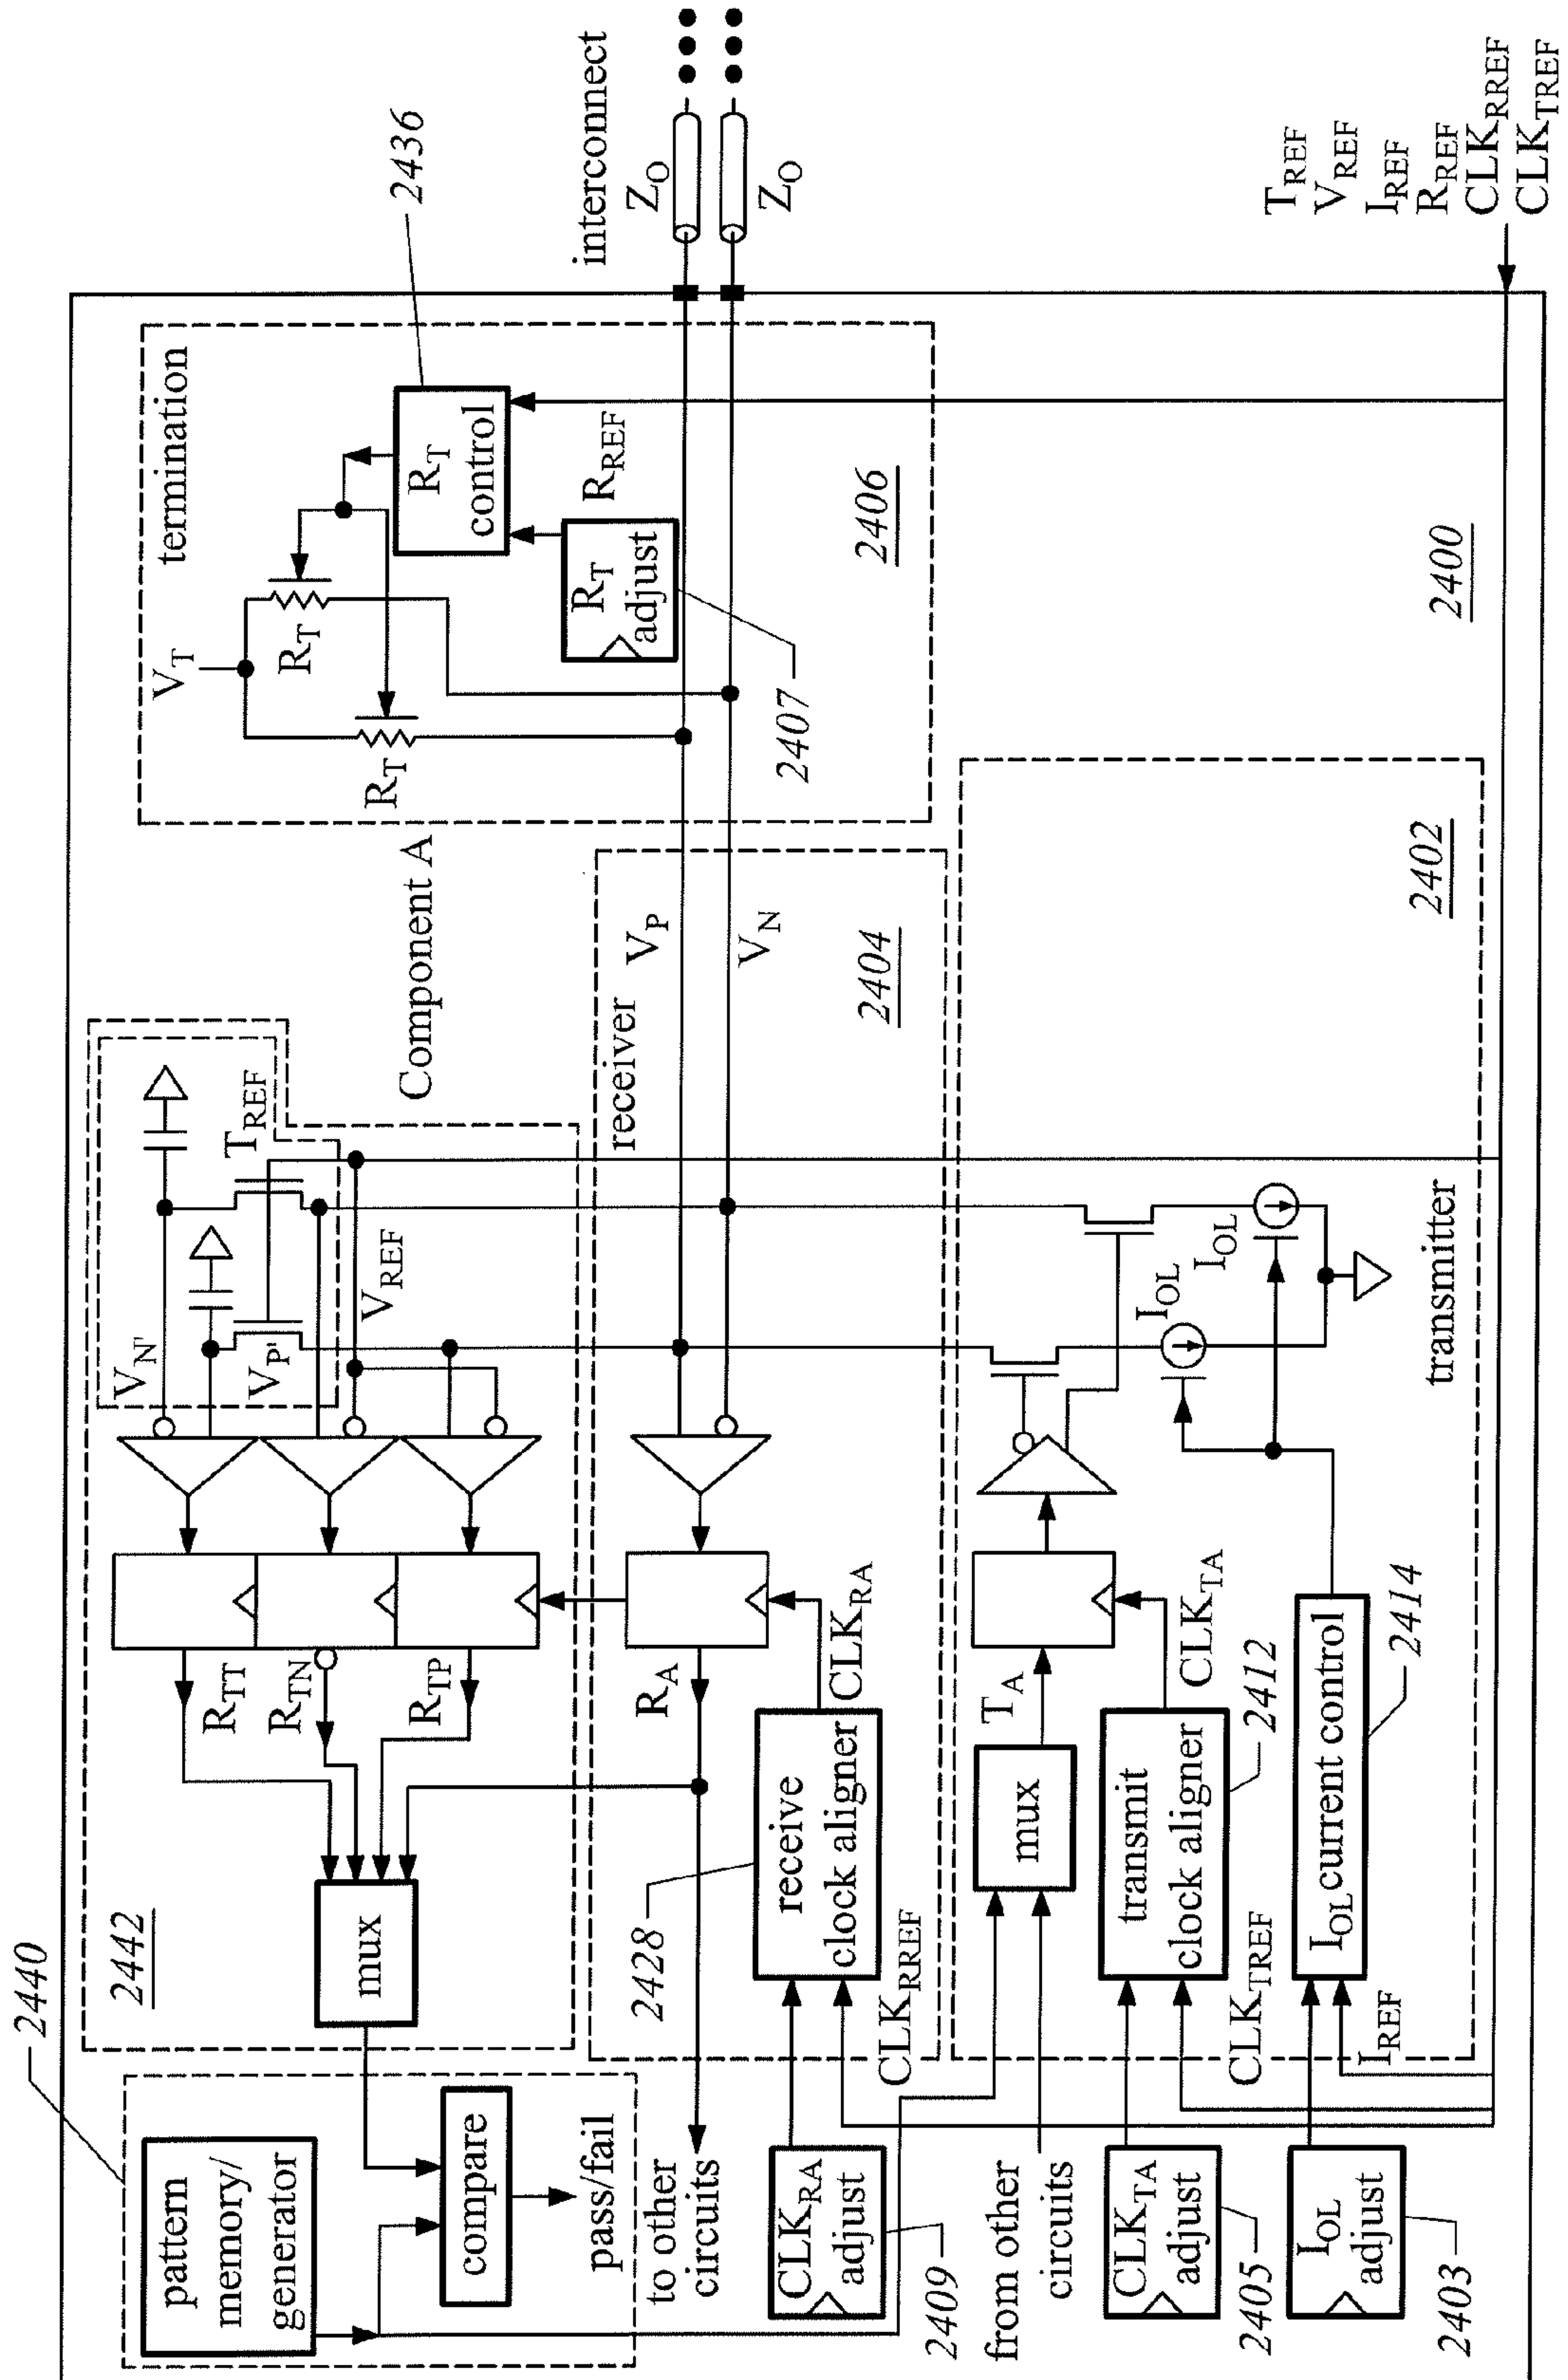 2440
pattern
memory/
generator
compare
pass/fail
to other
circuits
CLK_RA
adjust
2409
from other
circuits
CLK_TA
adjust
2405
I_OL
adjust
2403
2442
mux
R_TT
R_TN
R_TP
V_N'
V_P'
T_REF
V_REF
Component A
2428
R_A
receive
clock aligner
CLK_RREF
CLK_RA
receiver
V_P
V_N
2404
mux
T_A
transmit
clock aligner
CLK_TREF
CLK_TA
2412
I_OL current control
I_REF
2414
I_OL
I_OL
transmitter
2402
termination
V_T
R_T
R_T
R_T
control
R_REF
R_T
adjust
2407
2406
2436
2400
interconnect
Z_O
Z_O
T_REF
V_REF
I_REF
R_REF
CLK_RREF
CLK_TREF